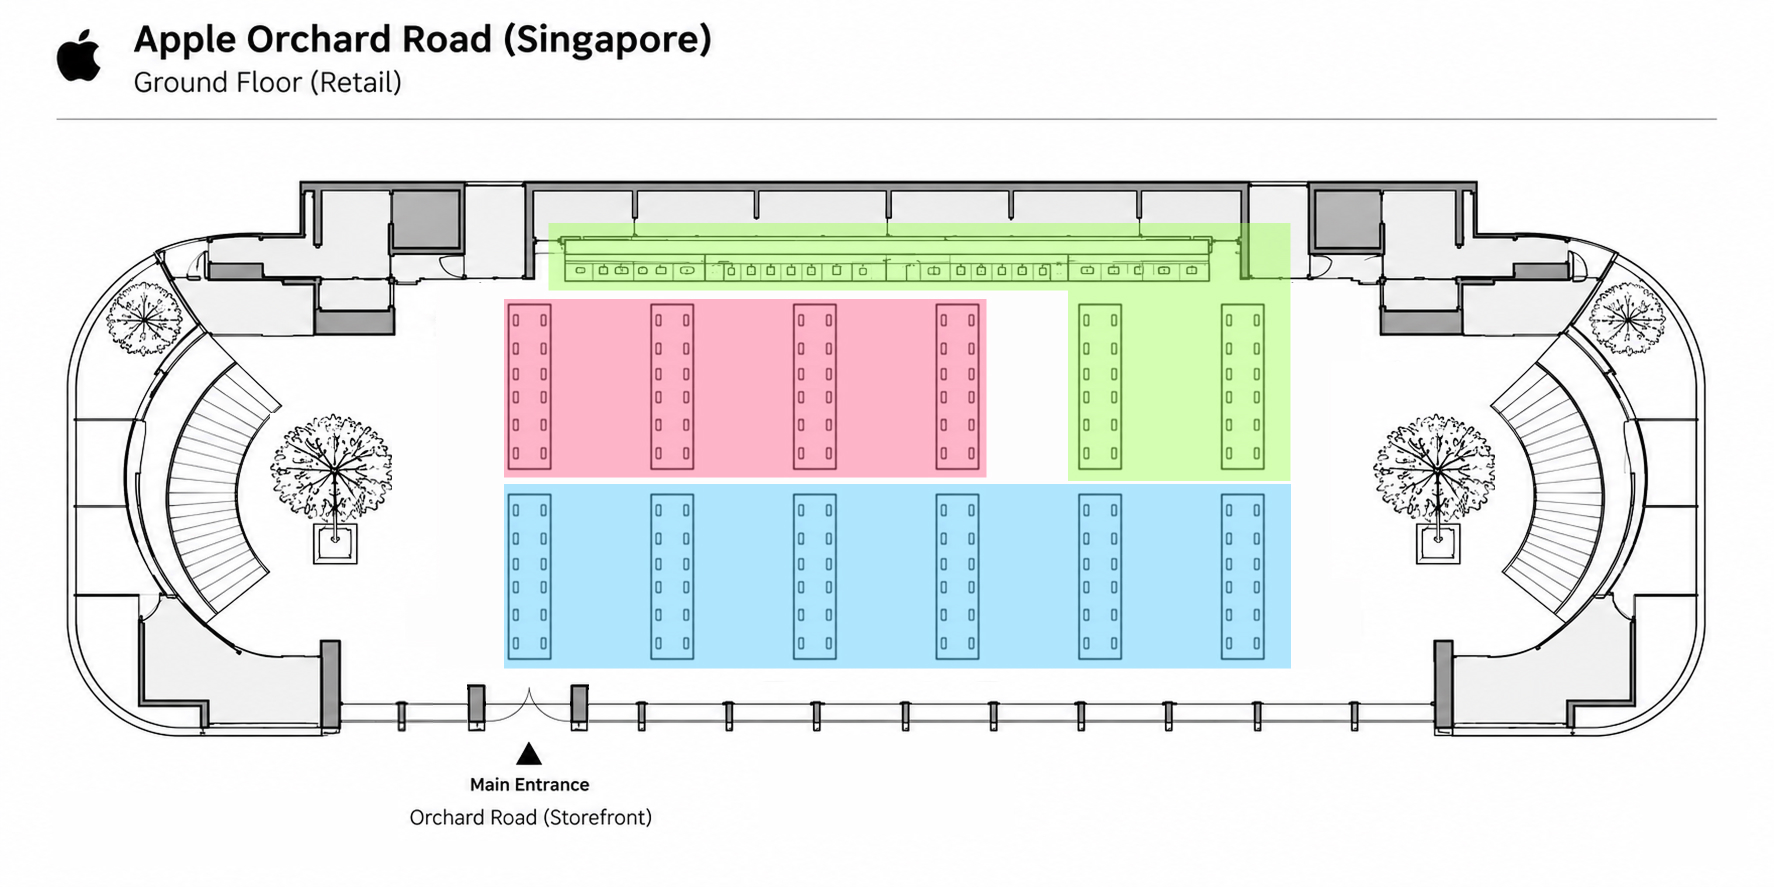 Apple Orchard Road (Singapore)
Ground Floor (Retail)
Main Entrance
Orchard Road (Storefront)